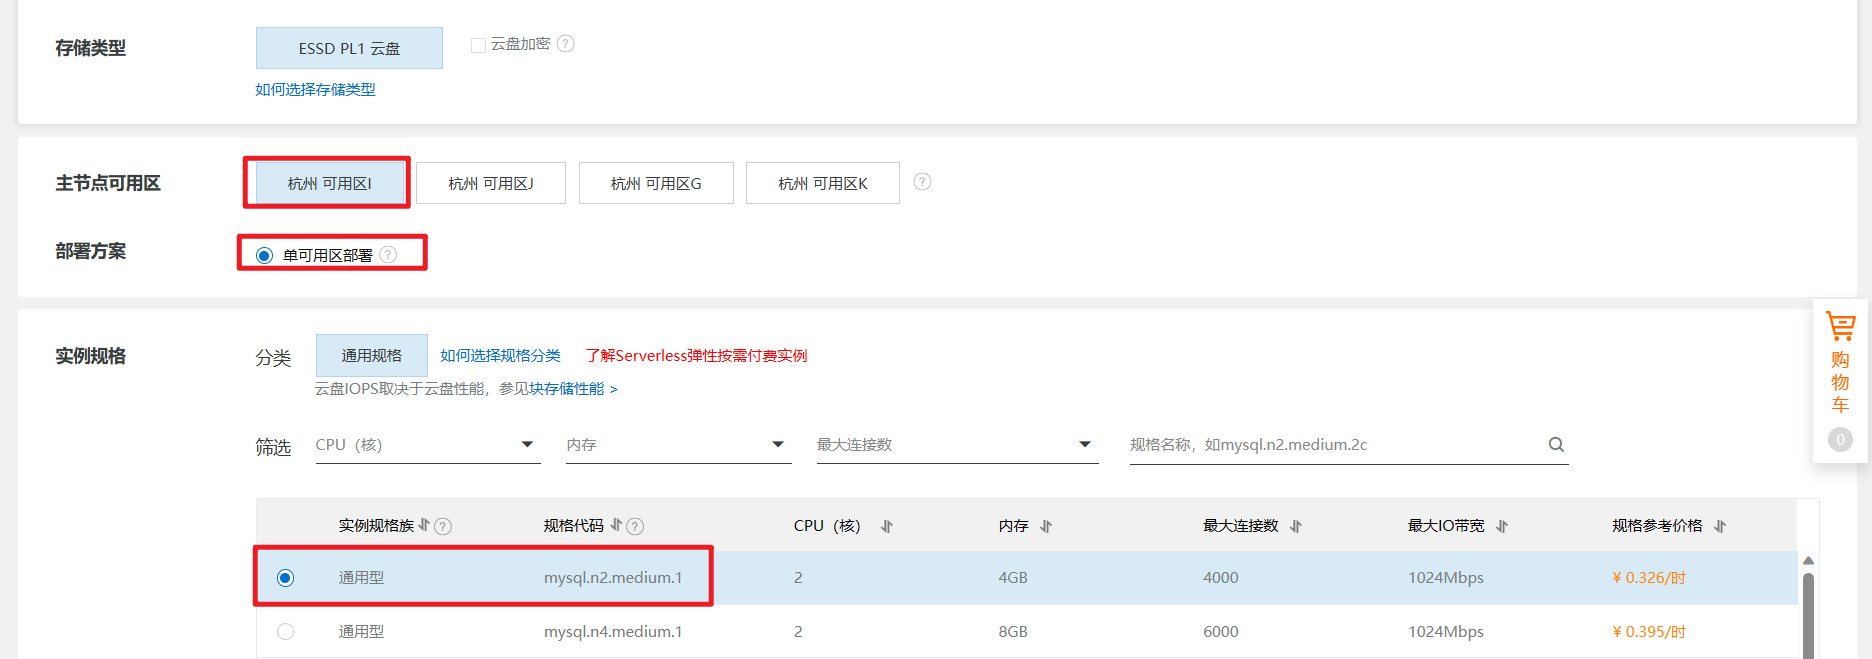 存储类型
ESSD PL1 云盘
云盘加密 ?
如何选择存储类型
主节点可用区
杭州 可用区I
杭州 可用区J
杭州 可用区G
杭州 可用区K
?
部署方案
单可用区部署 ?
实例规格
分类
通用规格
如何选择规格分类
了解Serverless弹性按需付费实例
云盘IOPS取决于云盘性能，参见块存储性能 >
筛选
CPU（核）
内存
最大连接数
规格名称，如mysql.n2.medium.2c
实例规格族 ? 规格代码 ? CPU（核） 内存 最大连接数 最大IO带宽 规格参考价格
通用型 mysql.n2.medium.1 2 4GB 4000 1024Mbps ¥ 0.326/时
通用型 mysql.n4.medium.1 2 8GB 6000 1024Mbps ¥ 0.395/时
购
物
车
0